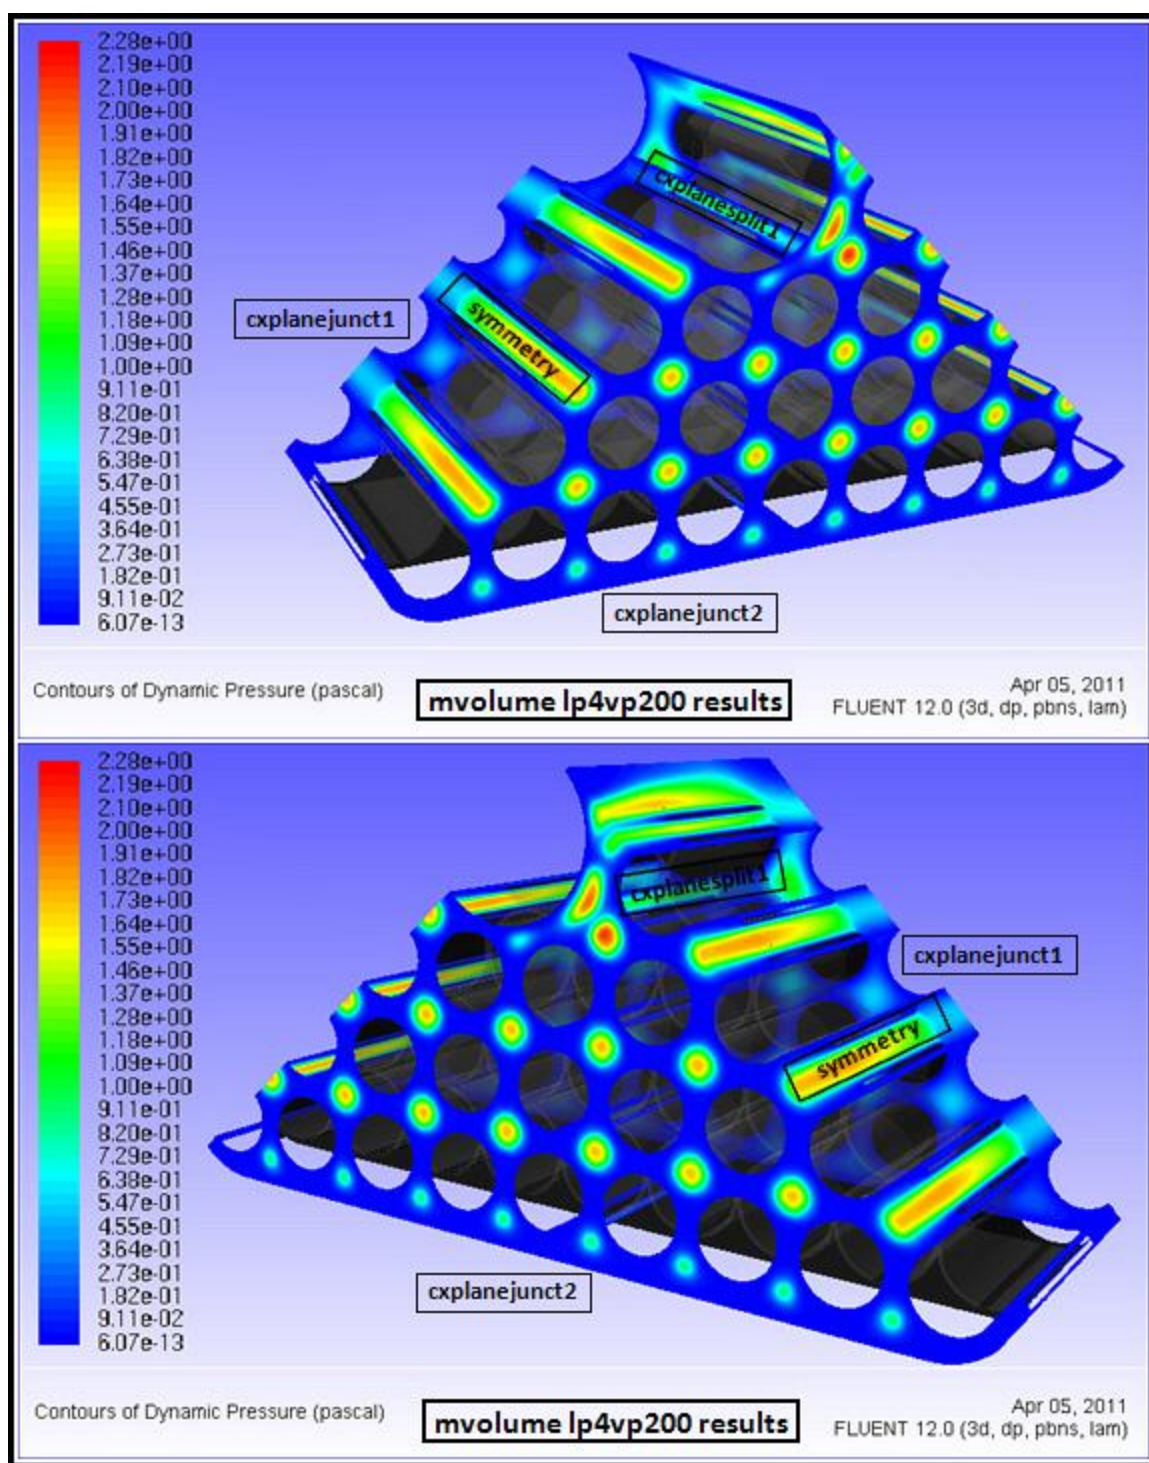 2.28e+00
2.19e+00
2.10e+00
2.00e+00
1.91e+00
1.82e+00
1.73e+00
1.64e+00
1.55e+00
1.46e+00
1.37e+00
1.28e+00
1.18e+00
1.09e+00
1.00e+00
9.11e-01
8.20e-01
7.29e-01
6.38e-01
5.47e-01
4.55e-01
3.64e-01
2.73e-01
1.82e-01
9.11e-02
6.07e-13
cxplanesplit1
cxplanejunct1
symmetry
cxplanejunct2
Contours of Dynamic Pressure (pascal)
mvolume lp4vp200 results
Apr 05, 2011
FLUENT 12.0 (3d, dp, pbns, lam)
2.28e+00
2.19e+00
2.10e+00
2.00e+00
1.91e+00
1.82e+00
1.73e+00
1.64e+00
1.55e+00
1.46e+00
1.37e+00
1.28e+00
1.18e+00
1.09e+00
1.00e+00
9.11e-01
8.20e-01
7.29e-01
6.38e-01
5.47e-01
4.55e-01
3.64e-01
2.73e-01
1.82e-01
9.11e-02
6.07e-13
cxplanesplit1
cxplanejunct1
symmetry
cxplanejunct2
Contours of Dynamic Pressure (pascal)
mvolume lp4vp200 results
Apr 05, 2011
FLUENT 12.0 (3d, dp, pbns, lam)